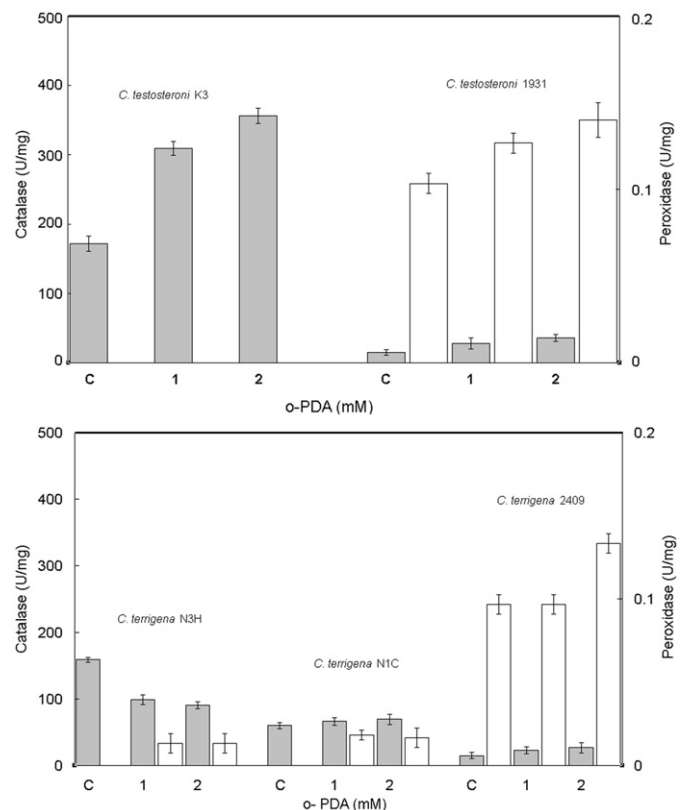 500
400
300
200
100
0
Catalase (U/mg)
C. testosteroni K3
C. testosteroni 1931
0.2
0.1
0
Peroxidase (U/mg)
C 1 2 C 1 2
o-PDA (mM)
500
400
300
200
100
0
Catalase (U/mg)
C. terrigena N3H
C. terrigena N1C
C. terrigena 2409
0.2
0.1
0
Peroxidase (U/mg)
C 1 2 C 1 2 C 1 2
o- PDA (mM)